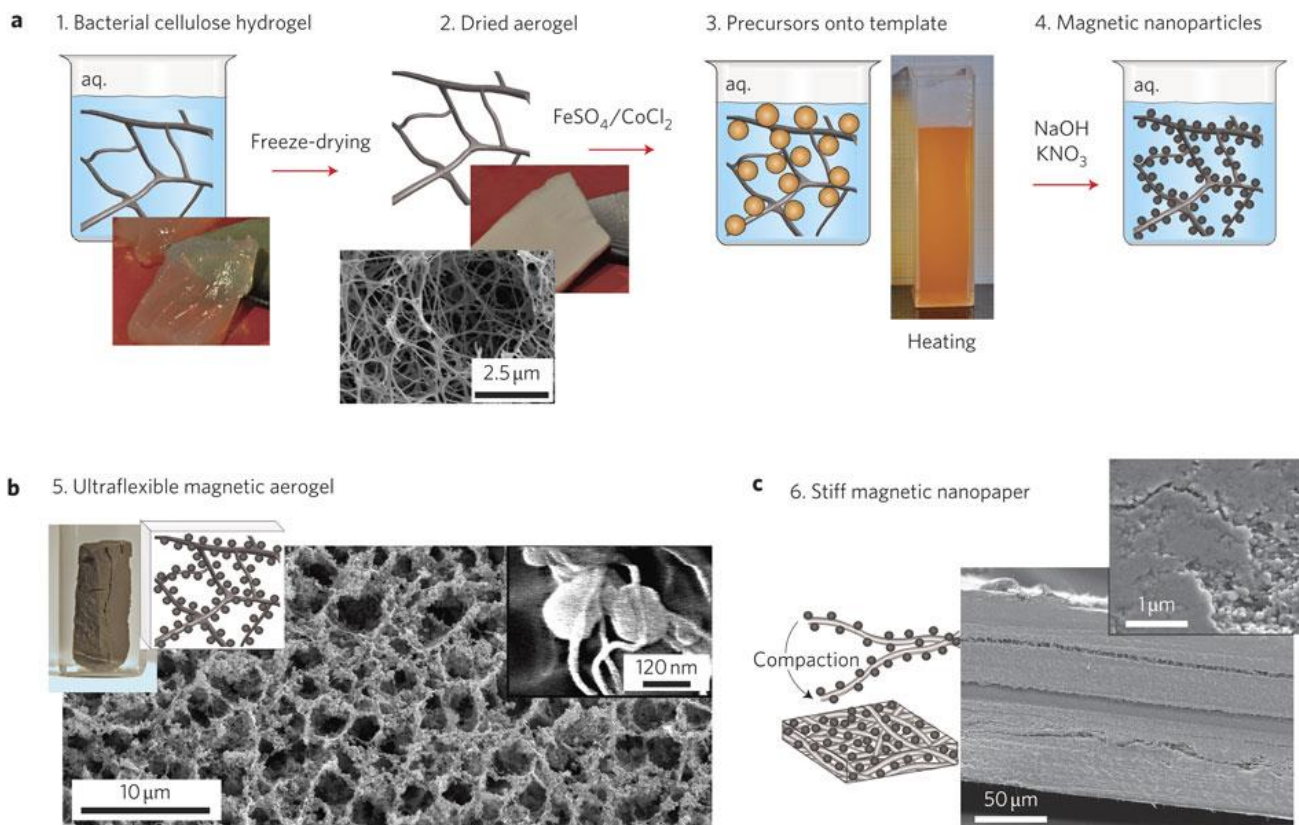 a
1. Bacterial cellulose hydrogel
aq.
Freeze-drying
2. Dried aerogel
2.5 µm
FeSO₄/CoCl₂
3. Precursors onto template
aq.
Heating
NaOH
KNO₃
4. Magnetic nanoparticles
aq.
b
5. Ultraflexible magnetic aerogel
10 µm
120 nm
c
6. Stiff magnetic nanopaper
Compaction
1 µm
50 µm